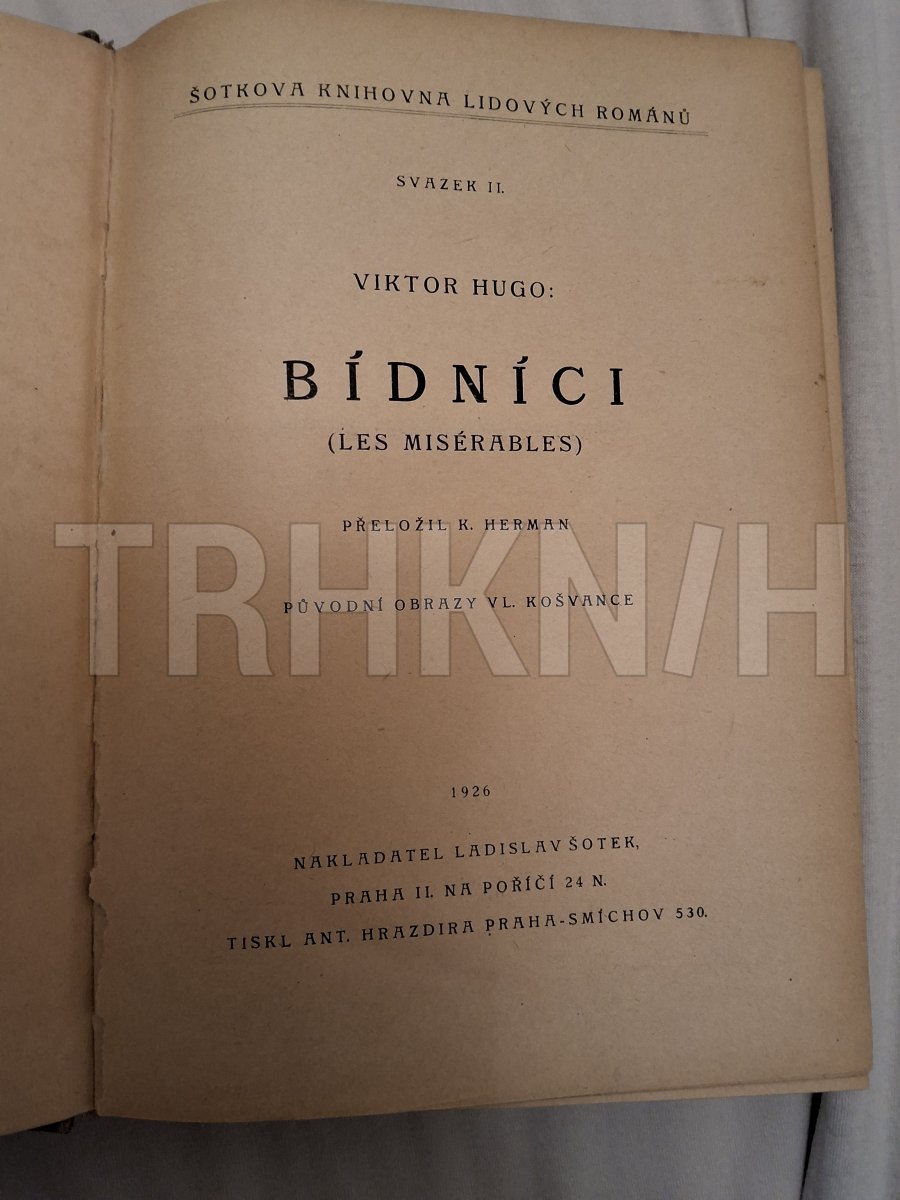 ŠOTKOVA KNIHOVNA LIDOVÝCH ROMÁNŮ
SVAZEK II.
VIKTOR HUGO:
BÍDNÍCI
(LES MISÉRABLES)
PŘELOŽIL K. HERMAN
TRHKNIH
PŮVODNÍ OBRAZY VL. KOŠVANCE
1926
NAKLADATEL LADISLAV ŠOTEK,
PRAHA II. NA POŘÍČÍ 24 N.
TISKL ANT. HRAZDIRA PRAHA-SMÍCHOV 530.